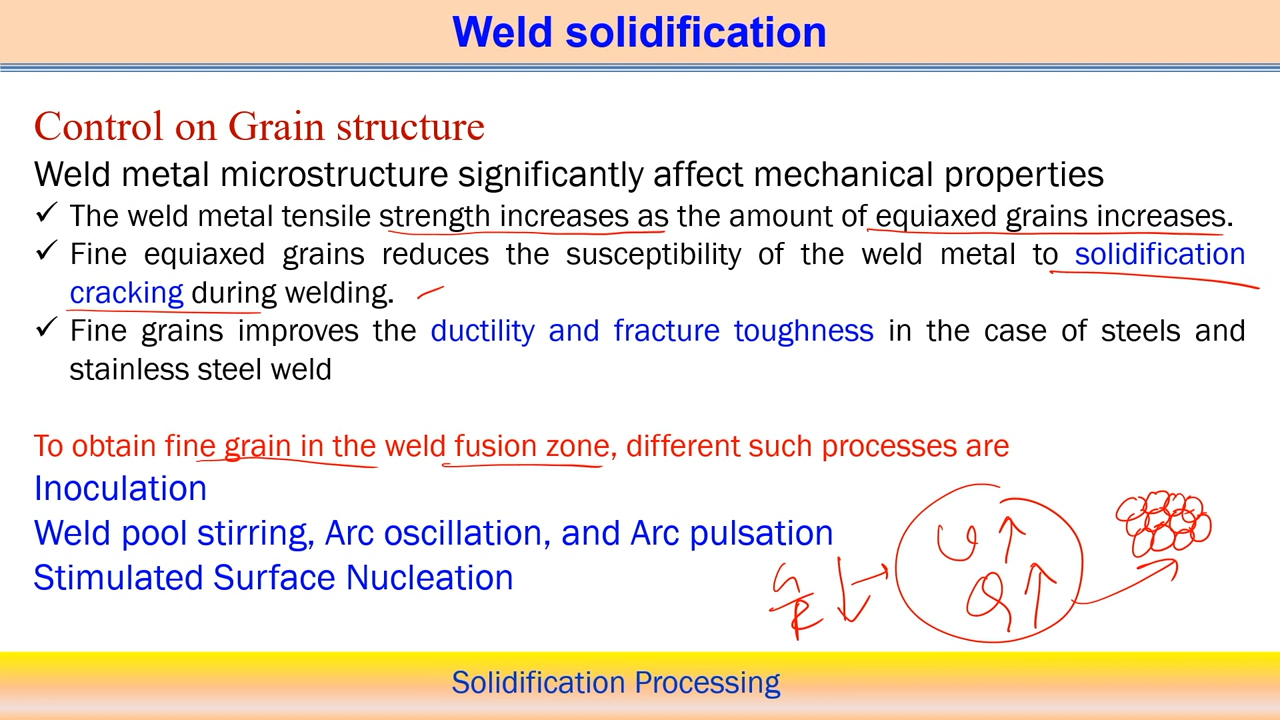 Weld solidification
Control on Grain structure
Weld metal microstructure significantly affect mechanical properties
✓ The weld metal tensile strength increases as the amount of equiaxed grains increases.
✓ Fine equiaxed grains reduces the susceptibility of the weld metal to solidification
cracking during welding.
✓ Fine grains improves the ductility and fracture toughness in the case of steels and
stainless steel weld
To obtain fine grain in the weld fusion zone, different such processes are
Inoculation
Weld pool stirring, Arc oscillation, and Arc pulsation
Stimulated Surface Nucleation
U ↑
G/R ↓ →
Q ↑
Solidification Processing